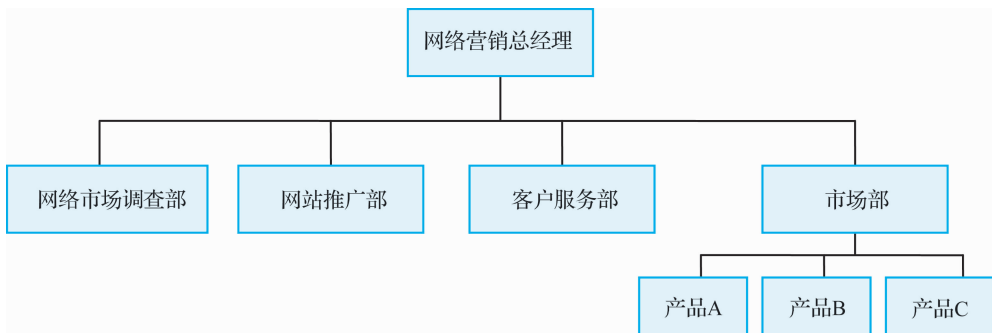 网络营销总经理
网络市场调查部
网站推广部
客户服务部
市场部
产品A
产品B
产品C